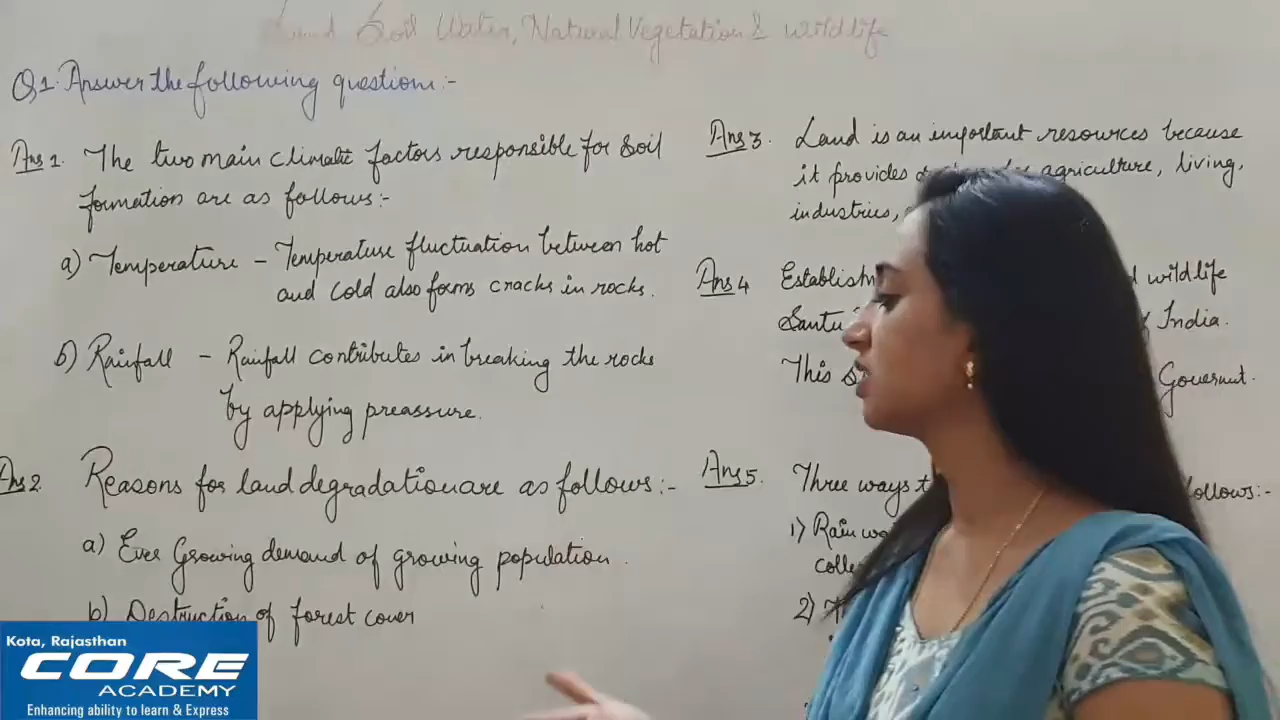 Land Soil Water, Natural Vegetation & wildlife
Q1. Answer the following question:-
Ans 1. The two main climatic factors responsible for Soil
formation are as follows:-
a) Temperature - Temperature fluctuation between hot
and cold also forms cracks in rocks.
b) Rainfall - Rainfall contributes in breaking the rocks
by applying preassure.
Ans 2. Reasons for land degradation are as follows:-
a) Ever Growing demand of growing population.
b) Destruction of forest cover
Ans 3. Land is an important resources because
it provides agriculture, living,
industries,
Ans 4 wildlife
India.
This Governmt.
Ans 5. Three ways follows:-
1) Rain
2)
Kota, Rajasthan
CORE
ACADEMY
Enhancing ability to learn & Express